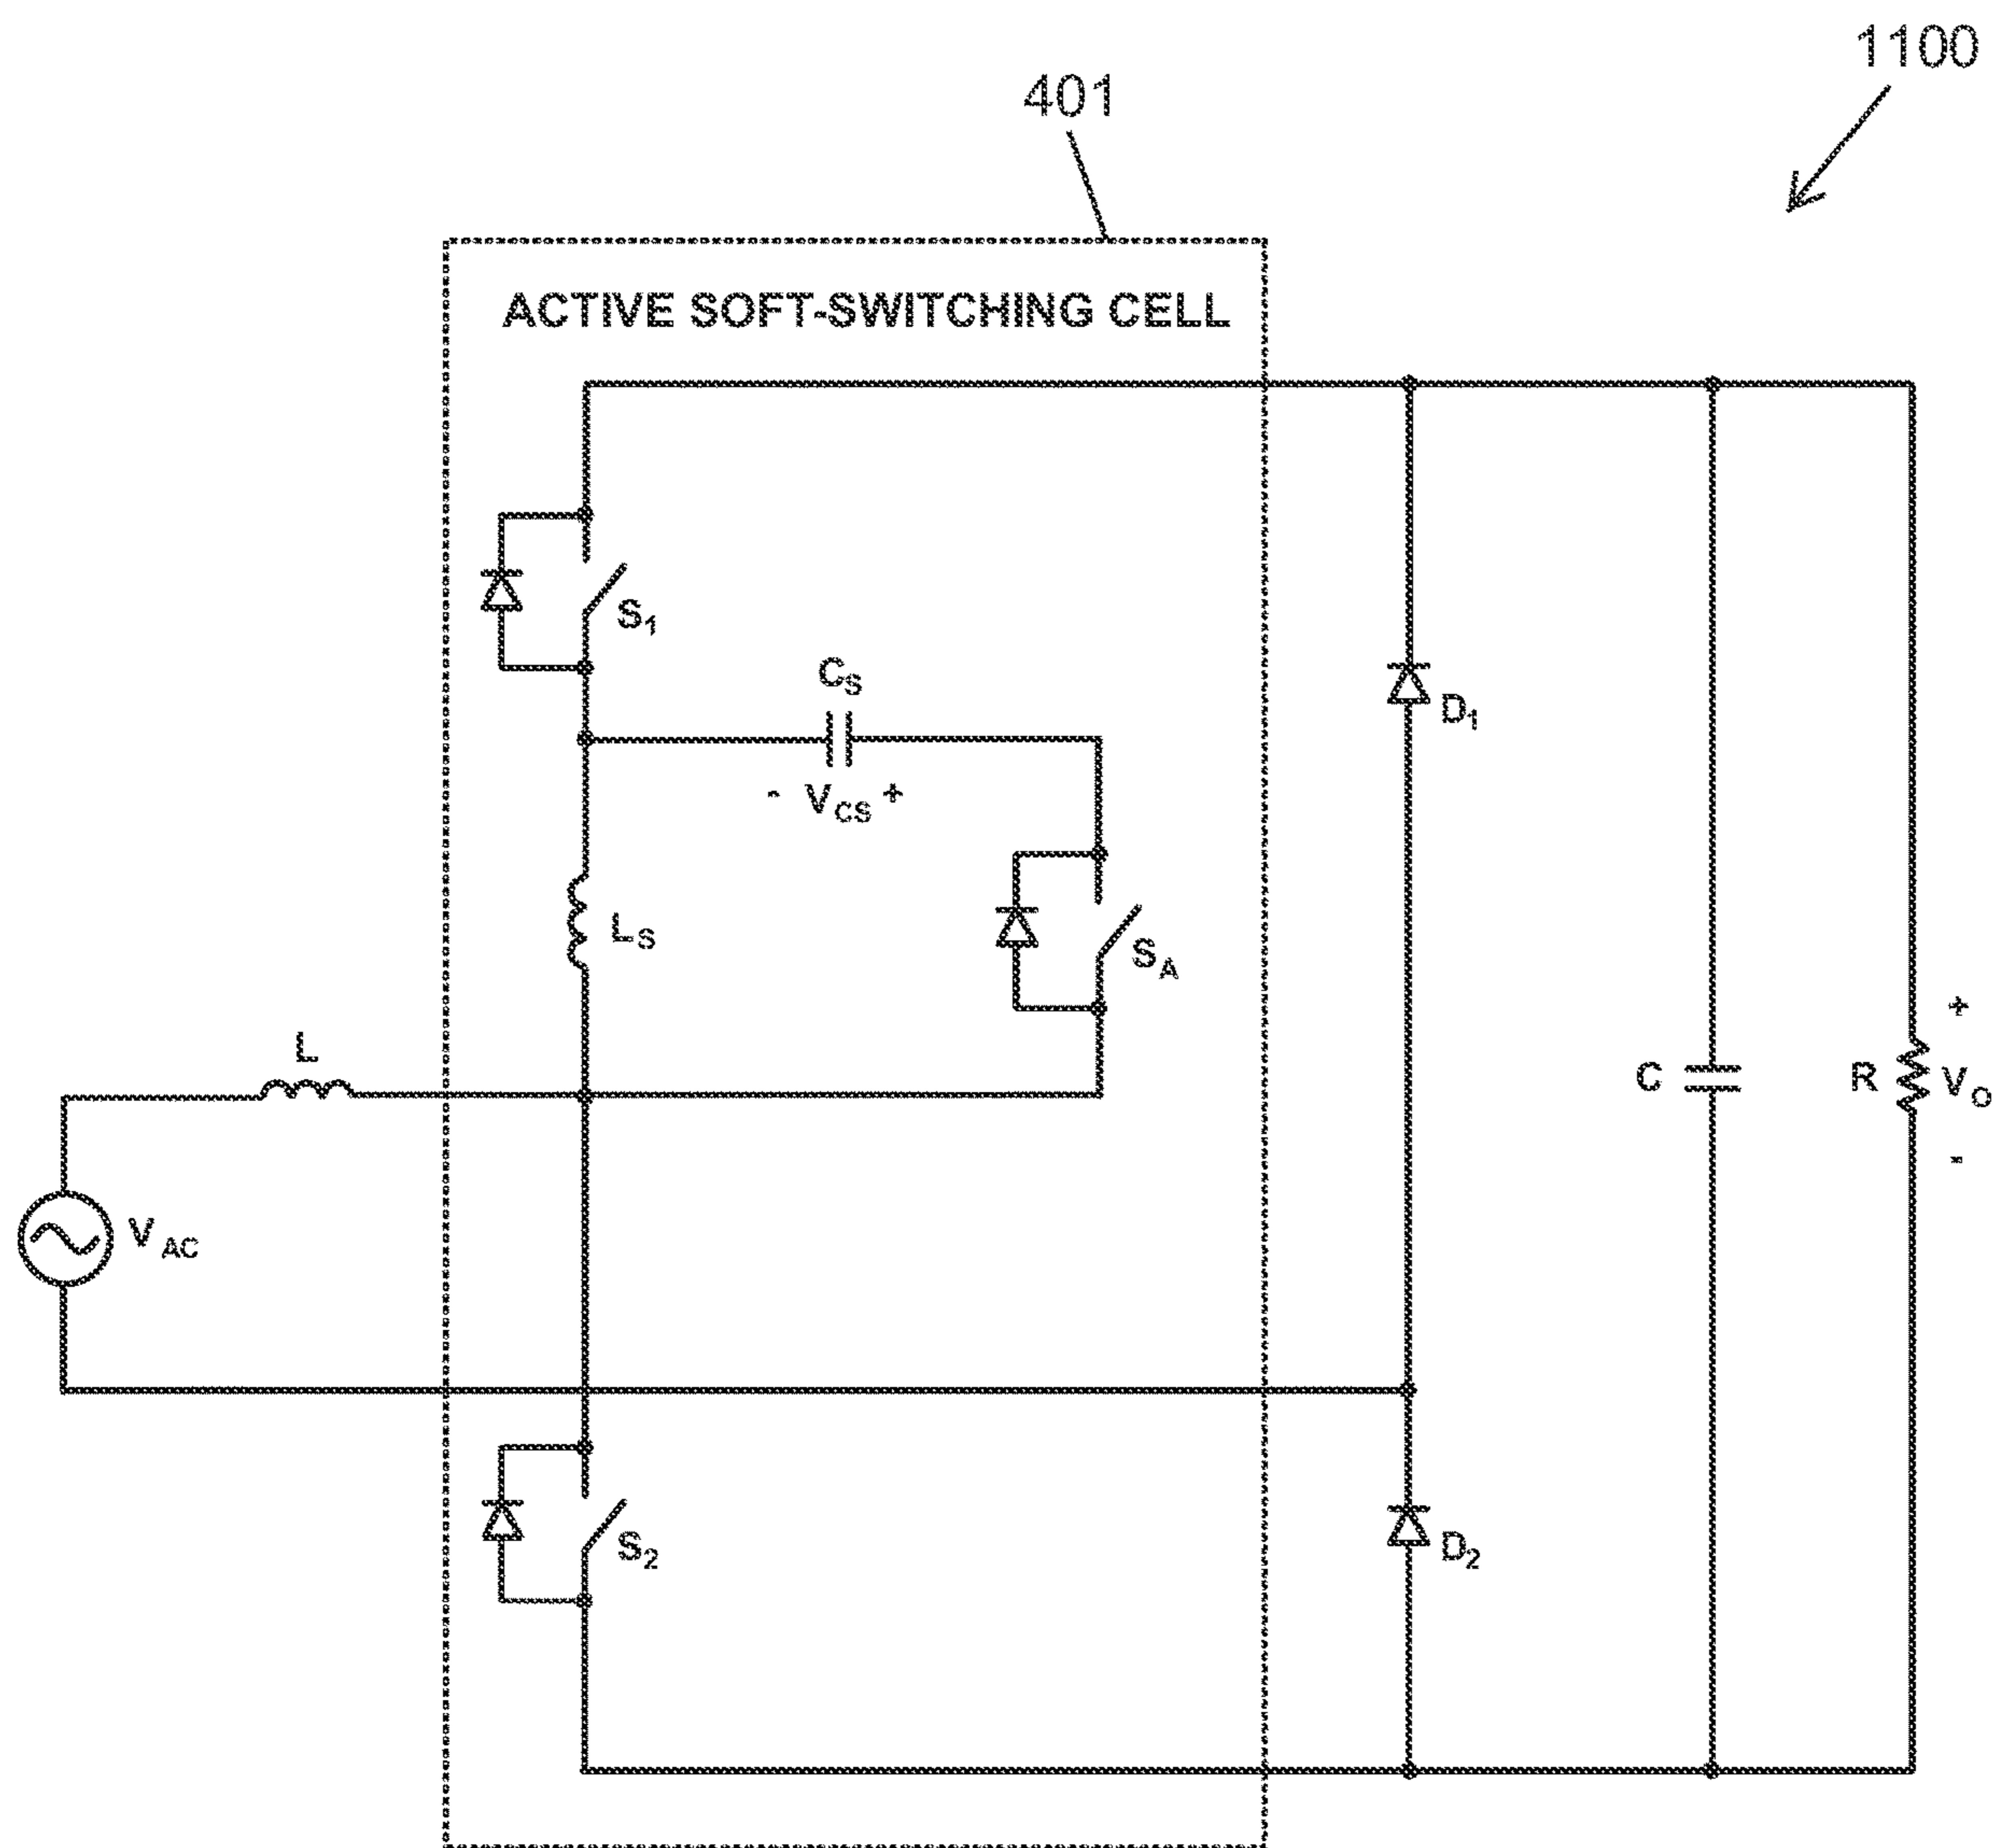 1100
401
ACTIVE SOFT-SWITCHING CELL
S1
CS
- VCS +
D1
LS
SA
L
+
C
R
VO
-
VAC
S2
D2